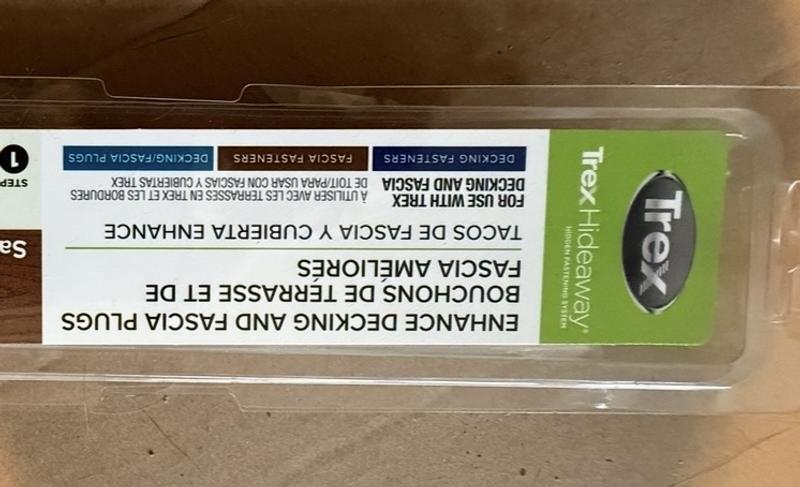 Trex
Trex Hideaway®
HIDDEN FASTENING SYSTEM
ENHANCE DECKING AND FASCIA PLUGS
BOUCHONS DE TERRASSE ET DE
FASCIA AMÉLIORÉS
TACOS DE FASCIA Y CUBIERTA ENHANCE
FOR USE WITH TREX
DECKING AND FASCIA
À UTILISER AVEC LES TERRASSES EN TREX ET LES BORDURES
DE TOIT/PARA USAR CON FASCIAS Y CUBIERTAS TREX
DECKING FASTENERS
FASCIA FASTENERS
DECKING/FASCIA PLUGS
STEP
1
Sa